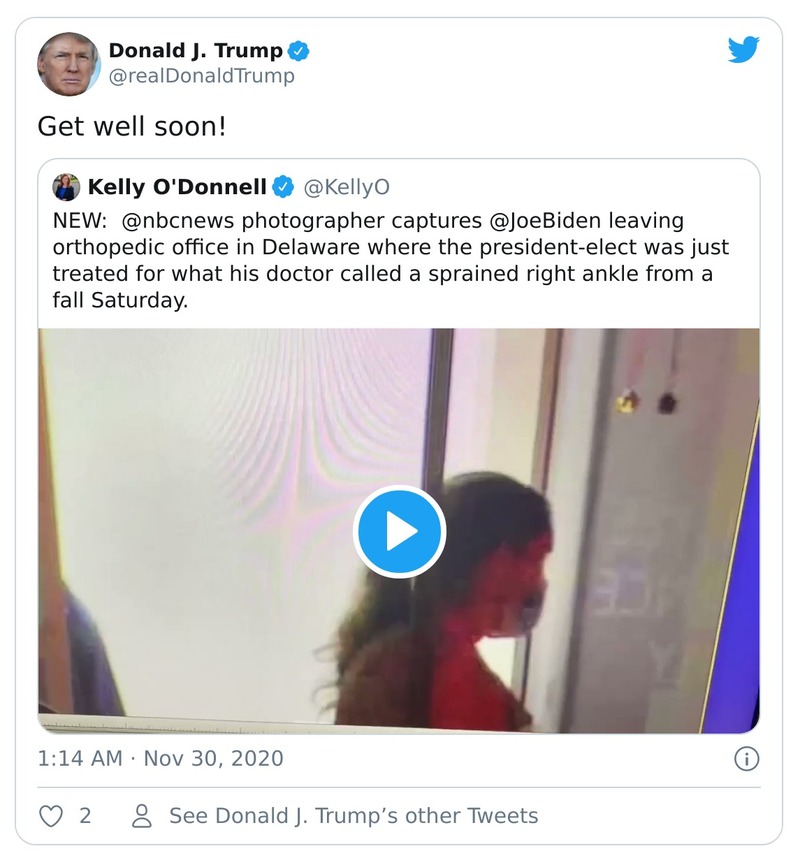 Donald J. Trump
@realDonaldTrump
Get well soon!
Kelly O'Donnell @KellyO
NEW:  @nbcnews photographer captures @JoeBiden leaving
orthopedic office in Delaware where the president-elect was just
treated for what his doctor called a sprained right ankle from a
fall Saturday.
1:14 AM · Nov 30, 2020
2 See Donald J. Trump’s other Tweets